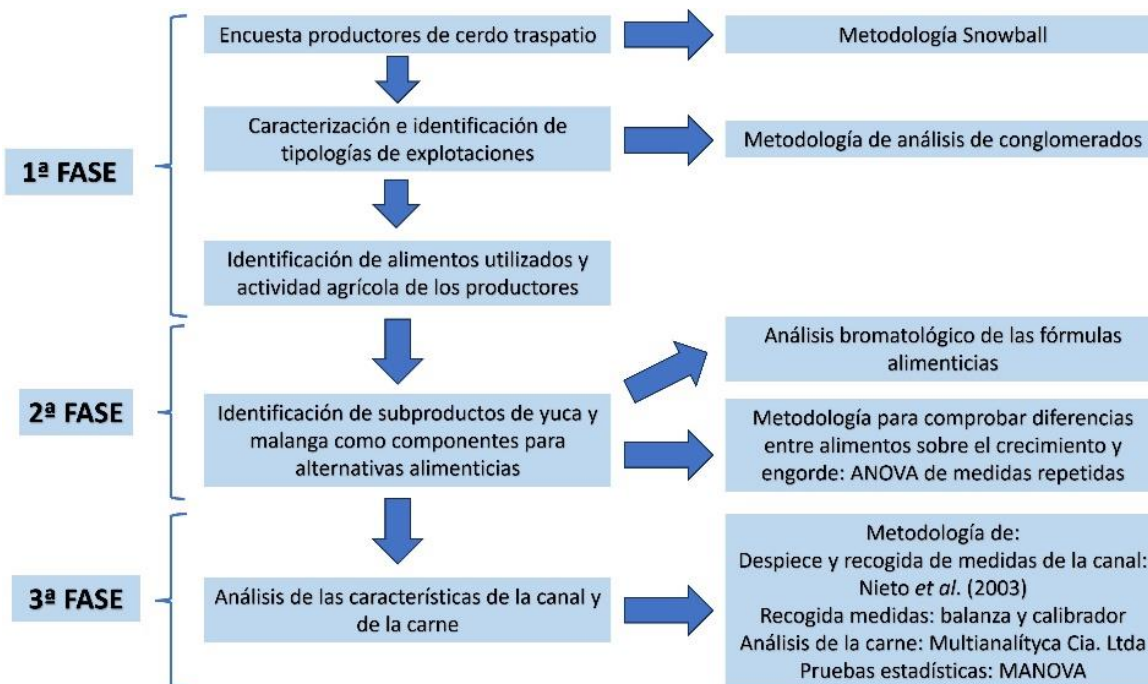 Encuesta productores de cerdo traspatio
Metodología Snowball
1ª FASE
Caracterización e identificación de
tipologías de explotaciones
Metodología de análisis de conglomerados
Identificación de alimentos utilizados y
actividad agrícola de los productores
2ª FASE
Identificación de subproductos de yuca y
malanga como componentes para
alternativas alimenticias
Análisis bromatológico de las fórmulas
alimenticias
Metodología para comprobar diferencias
entre alimentos sobre el crecimiento y
engorde: ANOVA de medidas repetidas
3ª FASE
Análisis de las características de la canal y
de la carne
Metodología de:
Despiece y recogida de medidas de la canal:
Nieto et al. (2003)
Recogida medidas: balanza y calibrador
Análisis de la carne: Multianalítyca Cia. Ltda
Pruebas estadísticas: MANOVA